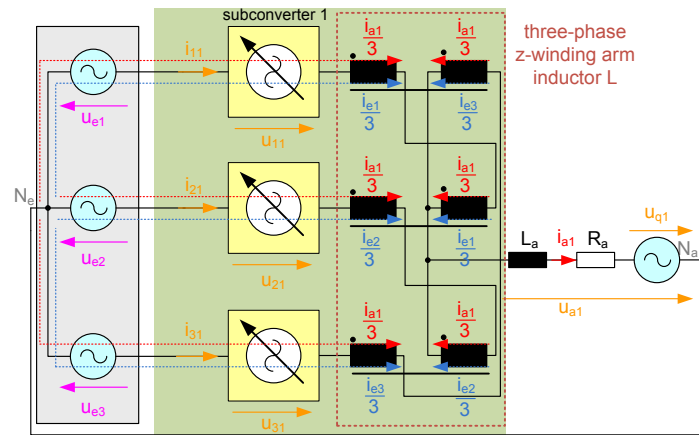 subconverter 1
three-phase
z-winding arm
inductor L
i11
ia1
3
ia1
3
ue1
u11
ie1
3
ie3
3
Ne
i21
ia1
3
ia1
3
ue2
u21
ie2
3
ie1
3
La
ia1
Ra
uq1
Na
ua1
i31
ia1
3
ia1
3
ue3
u31
ie3
3
ie2
3